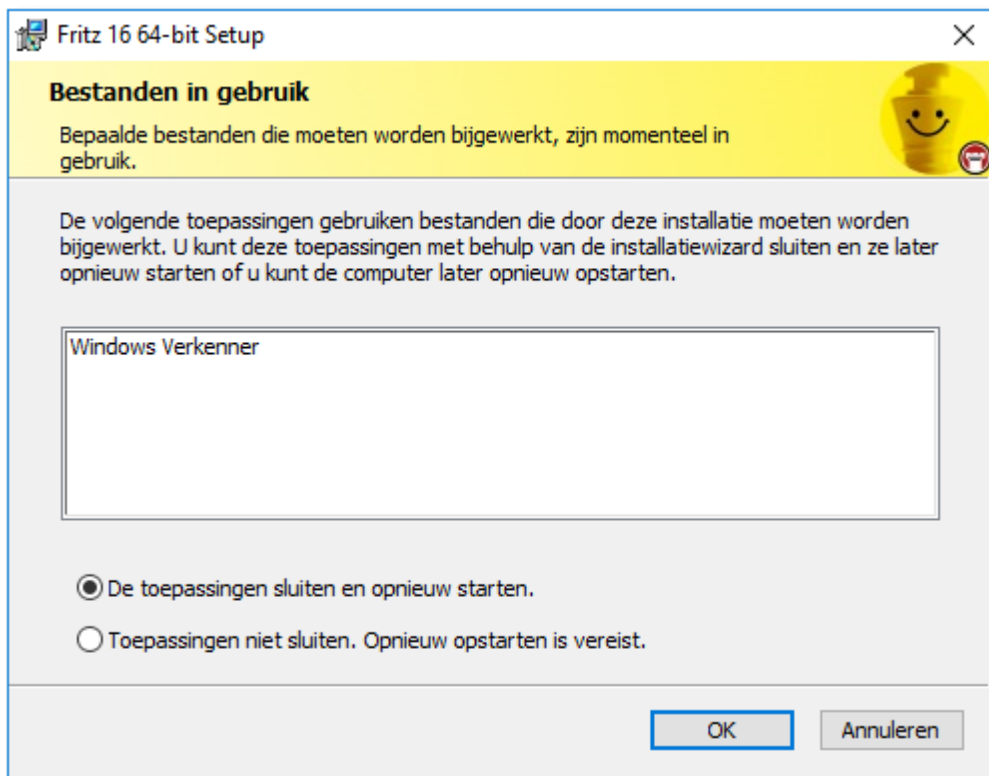 Fritz 16 64-bit Setup
Bestanden in gebruik
Bepaalde bestanden die moeten worden bijgewerkt, zijn momenteel in
gebruik.
De volgende toepassingen gebruiken bestanden die door deze installatie moeten worden
bijgewerkt. U kunt deze toepassingen met behulp van de installatiewizard sluiten en ze later
opnieuw starten of u kunt de computer later opnieuw opstarten.
Windows Verkenner
De toepassingen sluiten en opnieuw starten.
Toepassingen niet sluiten. Opnieuw opstarten is vereist.
OK
Annuleren